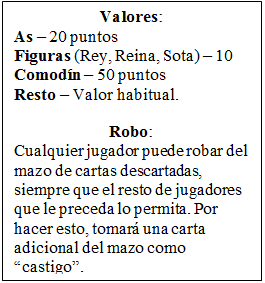 Valores:
As – 20 puntos
Figuras (Rey, Reina, Sota) – 10
Comodín – 50 puntos
Resto – Valor habitual.
Robo:
Cualquier jugador puede robar del
mazo de cartas descartadas,
siempre que el resto de jugadores
que le preceda lo permita. Por
hacer esto, tomará una carta
adicional del mazo como
“castigo”.